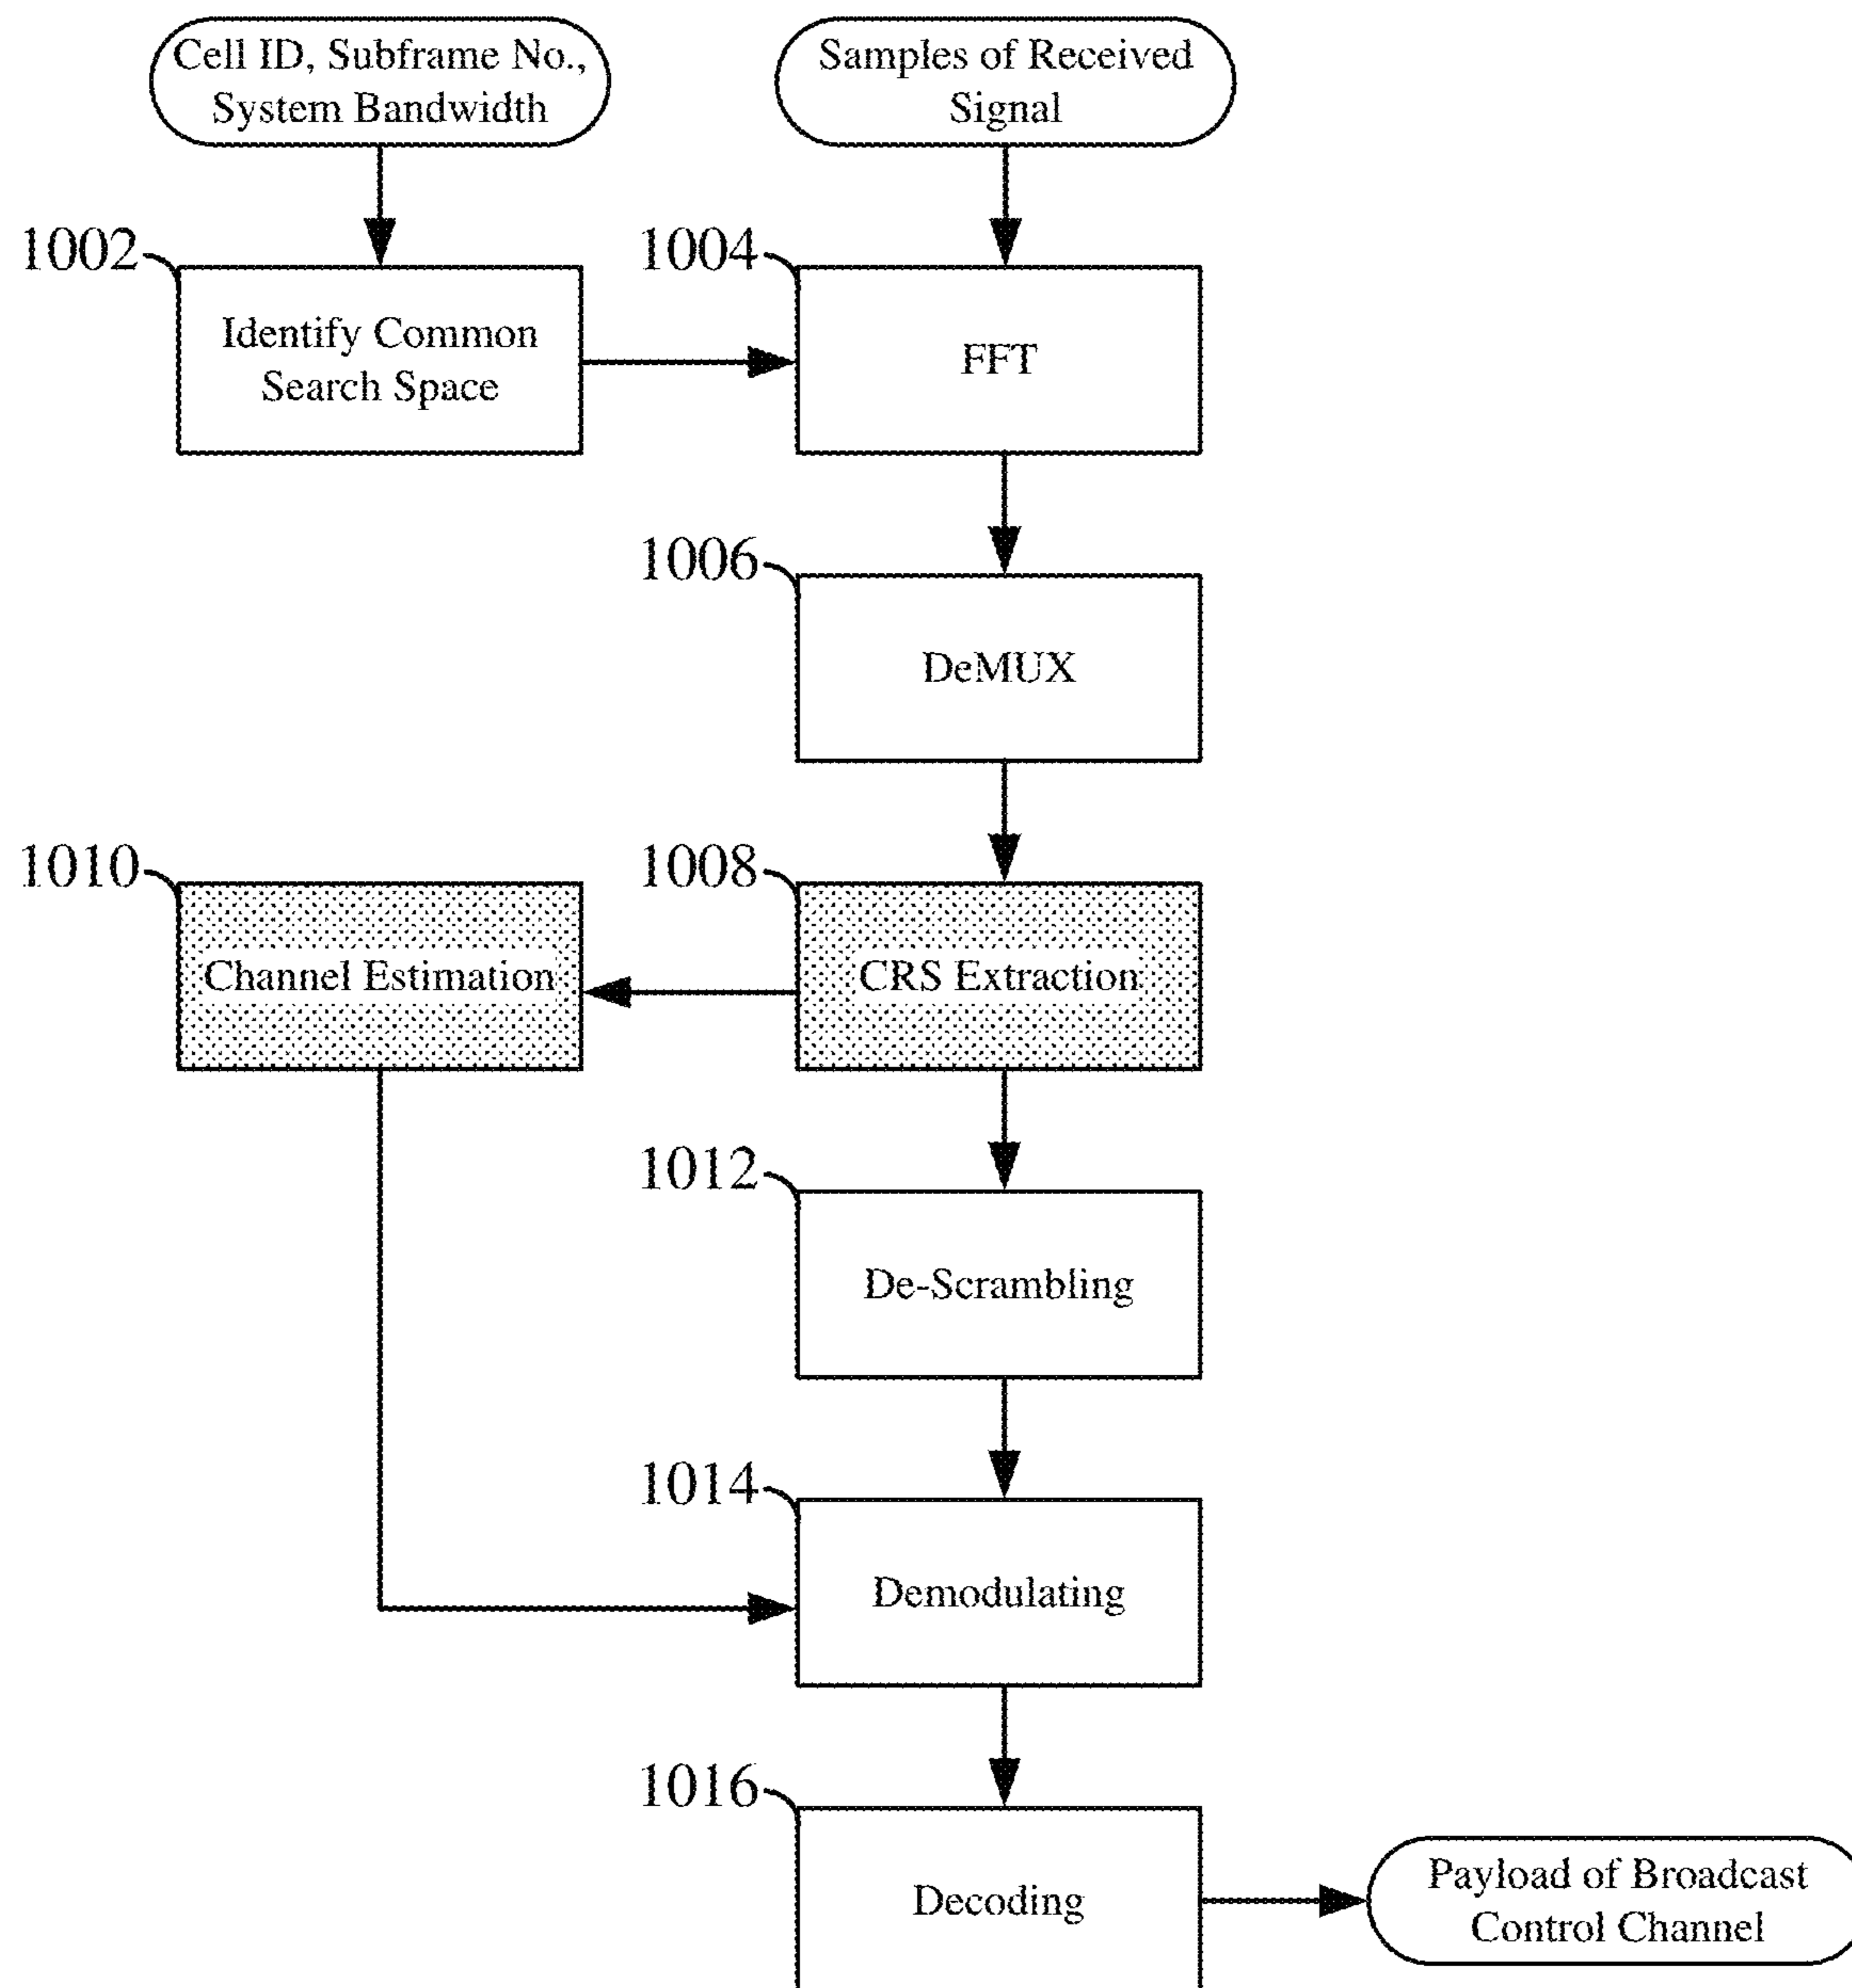 Cell ID, Subframe No.,
System Bandwidth
Samples of Received
Signal
1002
Identify Common
Search Space
1004
FFT
1006
DeMUX
1010
Channel Estimation
1008
CRS Extraction
1012
De-Scrambling
1014
Demodulating
1016
Decoding
Payload of Broadcast
Control Channel